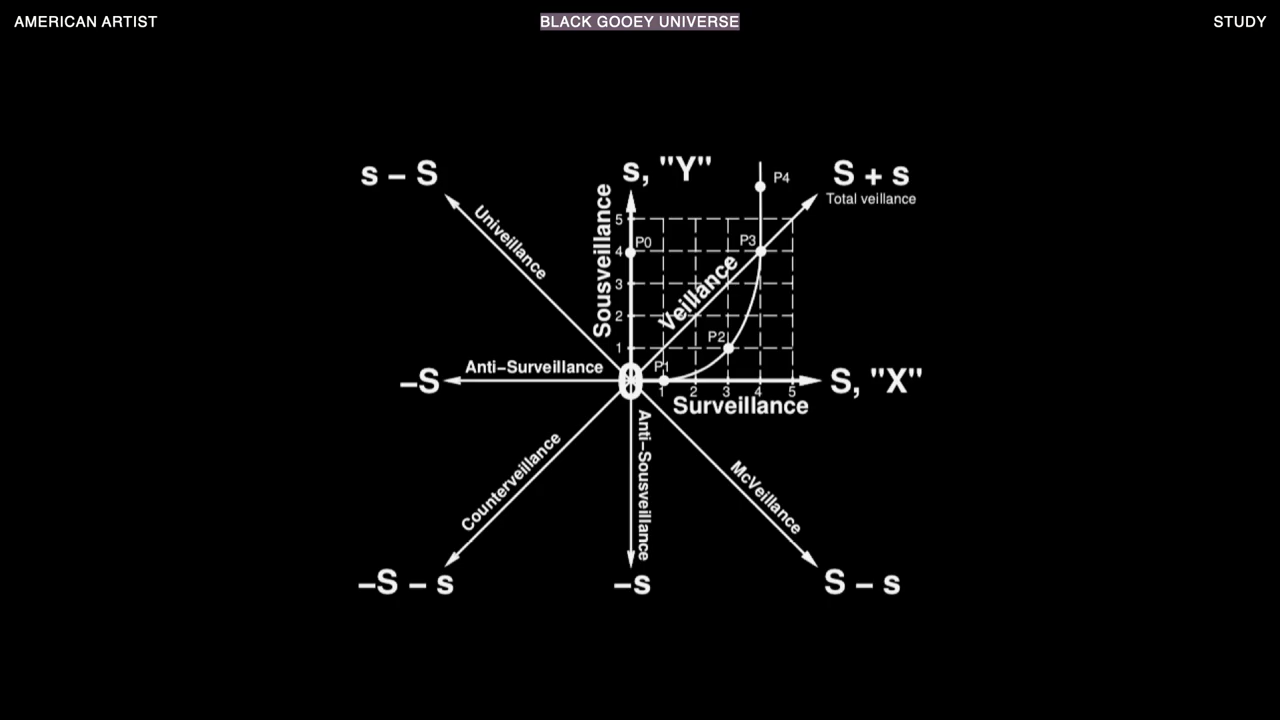 AMERICAN ARTIST
BLACK GOOEY UNIVERSE
STUDY
s – S
s, "Y"
P4
S + s
Total veillance
Univeillance
Sousveillance
5
P0
P3
4
3
Veillance
2
P2
1
Anti–Surveillance
P1
–S
0
1 2 3 4 5
S, "X"
Surveillance
Counterveillance
Anti–Sousveillance
McVeillance
–S – s
–s
S – s